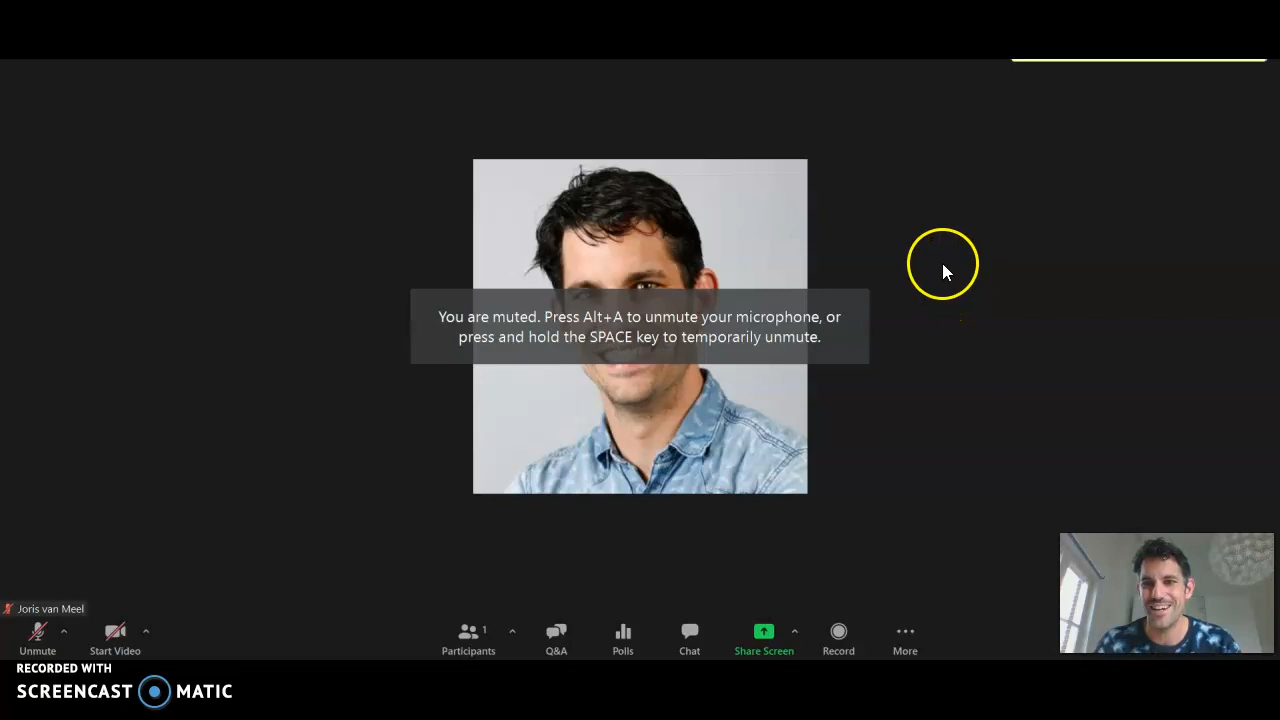 You are muted. Press Alt+A to unmute your microphone, or
press and hold the SPACE key to temporarily unmute.
Joris van Meel
Unmute
Start Video
Participants 1
Q&A
Polls
Chat
Share Screen
Record
More
RECORDED WITH
SCREENCAST MATIC